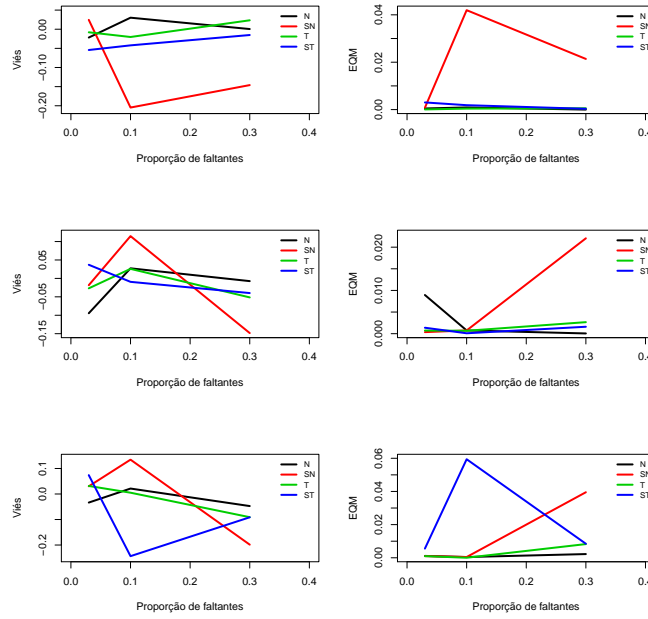 Viés
0.00
−0.10
−0.20
0.0 0.1 0.2 0.3 0.4
Proporção de faltantes
N
SN
T
ST
EQM
0.04
0.02
0.00
0.0 0.1 0.2 0.3 0.4
Proporção de faltantes
N
SN
T
ST
Viés
0.05
−0.05
−0.15
0.0 0.1 0.2 0.3 0.4
Proporção de faltantes
N
SN
T
ST
EQM
0.020
0.010
0.000
0.0 0.1 0.2 0.3 0.4
Proporção de faltantes
N
SN
T
ST
Viés
0.1
0.0
−0.2
0.0 0.1 0.2 0.3 0.4
Proporção de faltantes
N
SN
T
ST
EQM
0.06
0.04
0.02
0.00
0.0 0.1 0.2 0.3 0.4
Proporção de faltantes
N
SN
T
ST